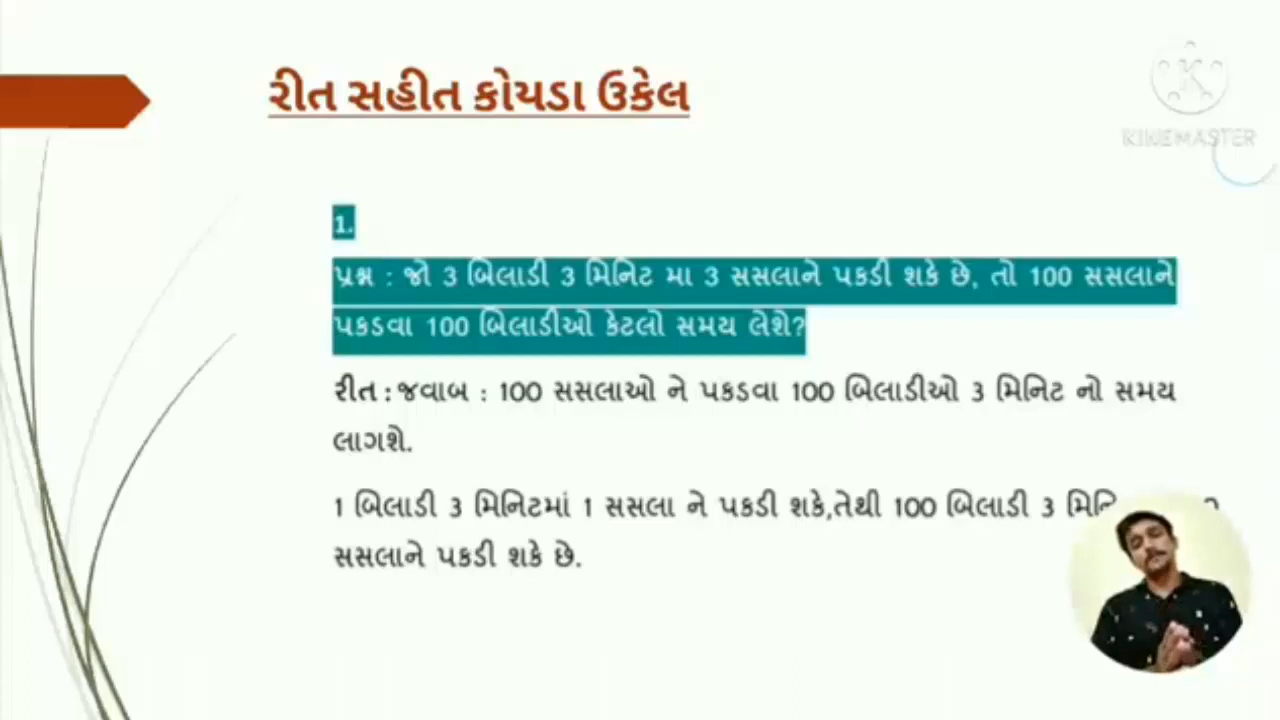 રીત સહીત કોયડા ઉકેલ
KINEMASTER
1.
પ્રશ્ન : જો 3 બિલાડી 3 મિનિટ મા 3 સસલાને પકડી શકે છે, તો 100 સસલાને
પકડવા 100 બિલાડીઓ કેટલો સમય લેશે?
રીત : જવાબ : 100 સસલાઓ ને પકડવા 100 બિલાડીઓ 3 મિનિટ નો સમય
લાગશે.
1 બિલાડી 3 મિનિટમાં 1 સસલા ને પકડી શકે,તેથી 100 બિલાડી 3
સસલાને પકડી શકે છે.